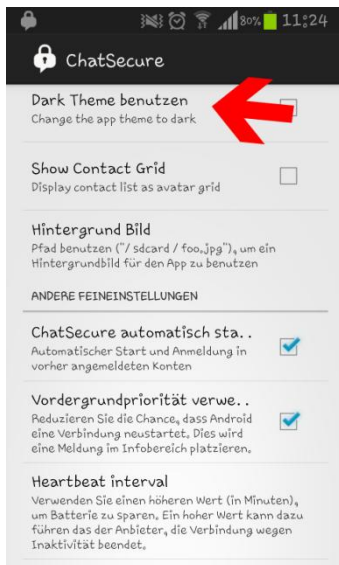 80% 11:24
ChatSecure
Dark Theme benutzen
Change the app theme to dark
Show Contact Grid
Display contact list as avatar grid
Hintergrund Bild
Pfad benutzen ("/ sdcard / foo.jpg"), um ein
Hintergrundbild für den App zu benutzen
ANDERE FEINEINSTELLUNGEN
ChatSecure automatisch sta..
Automatischer Start und Anmeldung in
vorher angemeldeten Konten
Vordergrundpriorität verwe..
Reduzieren Sie die Chance, dass Android
eine Verbindung neustartet. Dies wird
eine Meldung im Infobereich platzieren.
Heartbeat interval
Verwenden Sie einen höheren Wert (in Minuten),
um Batterie zu sparen. Ein hoher Wert kann dazu
führen das der Anbieter, die Verbindung wegen
Inaktivität beendet.